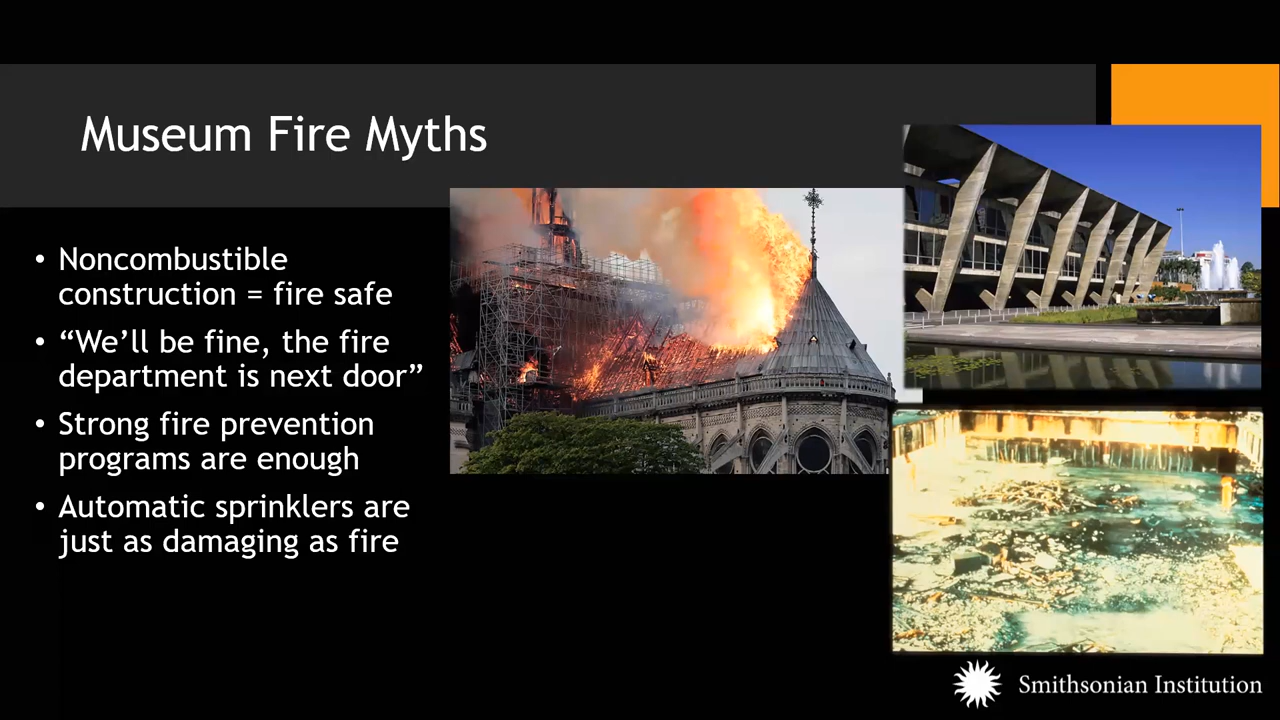 Museum Fire Myths
• Noncombustible
construction = fire safe
• “We’ll be fine, the fire
department is next door”
• Strong fire prevention
programs are enough
• Automatic sprinklers are
just as damaging as fire
Smithsonian Institution